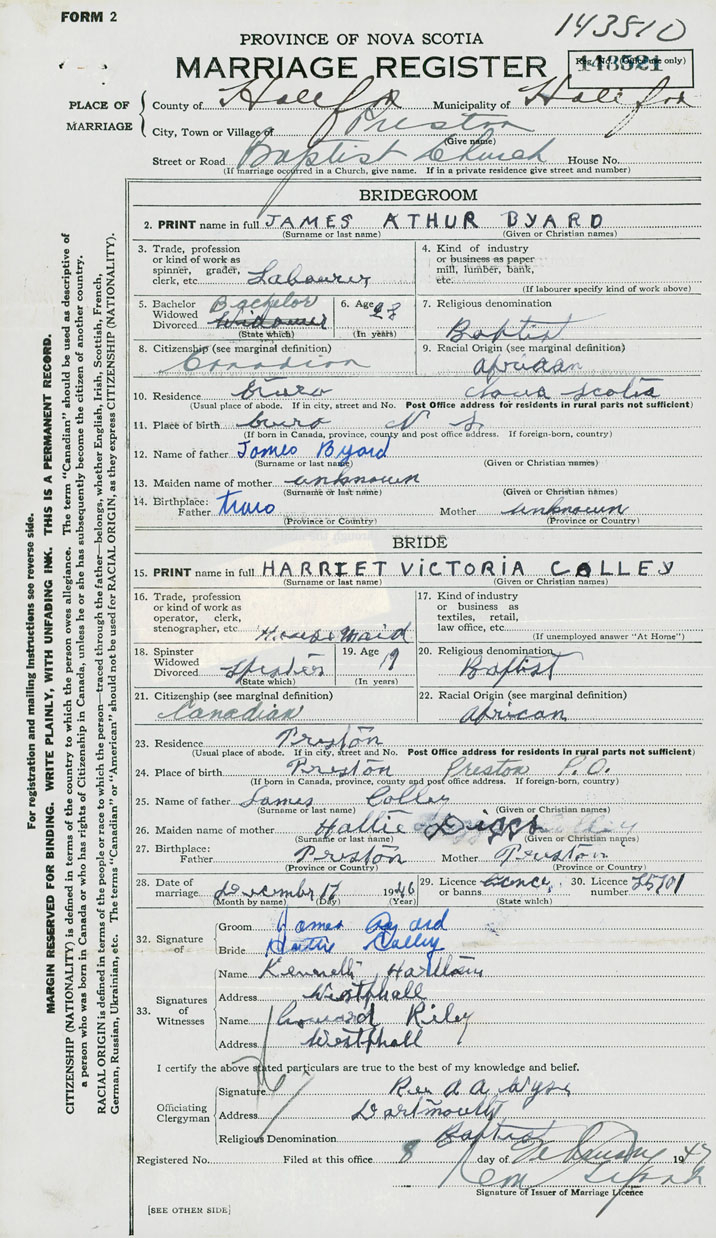 FORM 2
143510
PROVINCE OF NOVA SCOTIA
MARRIAGE REGISTER
Reg. No. (Office use only)
143521
PLACE OF MARRIAGE
County of Halifax Municipality of Halifax
City, Town or Village of Preston
(Give name)
Street or Road Baptist Church House No.
(If marriage occurred in a Church, give name. If in a private residence give street and number)
BRIDEGROOM
2. PRINT name in full JAMES ATHUR BYARD
(Surname or last name) (Given or Christian names)
3. Trade, profession or kind of work as spinner, grader, clerk, etc. Labourer
4. Kind of industry or business as paper mill, lumber, bank, etc.
(If labourer specify kind of work above)
5. Bachelor Widowed Divorced Bachelor Widower
(State which)
6. Age 28
(In years)
7. Religious denomination
Baptist
8. Citizenship (see marginal definition)
Canadian
9. Racial Origin (see marginal definition)
african
10. Residence Truro Nova Scotia
(Usual place of abode. If in city, street and No. Post Office address for residents in rural parts not sufficient)
11. Place of birth Truro N S
(If born in Canada, province, county and post office address. If foreign-born, country)
12. Name of father James Byard
(Surname or last name) (Given or Christian names)
13. Maiden name of mother unknown
(Surname or last name) (Given or Christian names)
14. Birthplace: Father Truro Mother unknown
(Province or Country) (Province or Country)
BRIDE
15. PRINT name in full HARRIET VICTORIA COLLEY
(Surname or last name) (Given or Christian names)
16. Trade, profession or kind of work as operator, clerk, stenographer, etc. House Maid
17. Kind of industry or business as textiles, retail, law office, etc.
(If unemployed answer "At Home")
18. Spinster Widowed Divorced Spinster
(State which)
19. Age 19
(In years)
20. Religious denomination
Baptist
21. Citizenship (see marginal definition)
Canadian
22. Racial Origin (see marginal definition)
african
23. Residence Preston
(Usual place of abode. If in city, street and No. Post Office address for residents in rural parts not sufficient)
24. Place of birth Preston Preston P.O.
(If born in Canada, province, county and post office address. If foreign-born, country)
25. Name of father James Colley
(Surname or last name) (Given or Christian names)
26. Maiden name of mother Hattie Diggs
(Surname or last name) (Given or Christian names)
27. Birthplace: Father Preston Mother Preston
(Province or Country) (Province or Country)
28. Date of marriage December 17 1946
(Month by name) (Day) (Year)
29. Licence or banns Licence
(State which)
30. Licence number 25701
32. Signature of
Groom James Byard
Bride Hattie Colley
33. Signatures of Witnesses
Name Kenneth
Address Westphall
Name Howard Riley
Address Westphall
I certify the above stated particulars are true to the best of my knowledge and belief.
Officiating Clergyman
Signature Rev A A Wyse
Address Dartmouth
Religious Denomination Baptist
Registered No. Filed at this office 8 day of February 1947
Signature of Issuer of Marriage Licence
[SEE OTHER SIDE]
For registration and mailing instructions see reverse side.
MARGIN RESERVED FOR BINDING. WRITE PLAINLY, WITH UNFADING INK. THIS IS A PERMANENT RECORD.
CITIZENSHIP (NATIONALITY) is defined in terms of the country to which the person owes allegiance. The term "Canadian" should be used as descriptive of
a person who was born in Canada or who has rights of Citizenship in Canada, unless he or she has subsequently become the citizen of another country.
RACIAL ORIGIN is defined in terms of the people or race to which the person—traced through the father—belongs, whether English, Irish, Scottish, French,
German, Russian, Ukrainian, etc. The terms "Canadian" or "American" should not be used for RACIAL ORIGIN, as they express CITIZENSHIP (NATIONALITY).